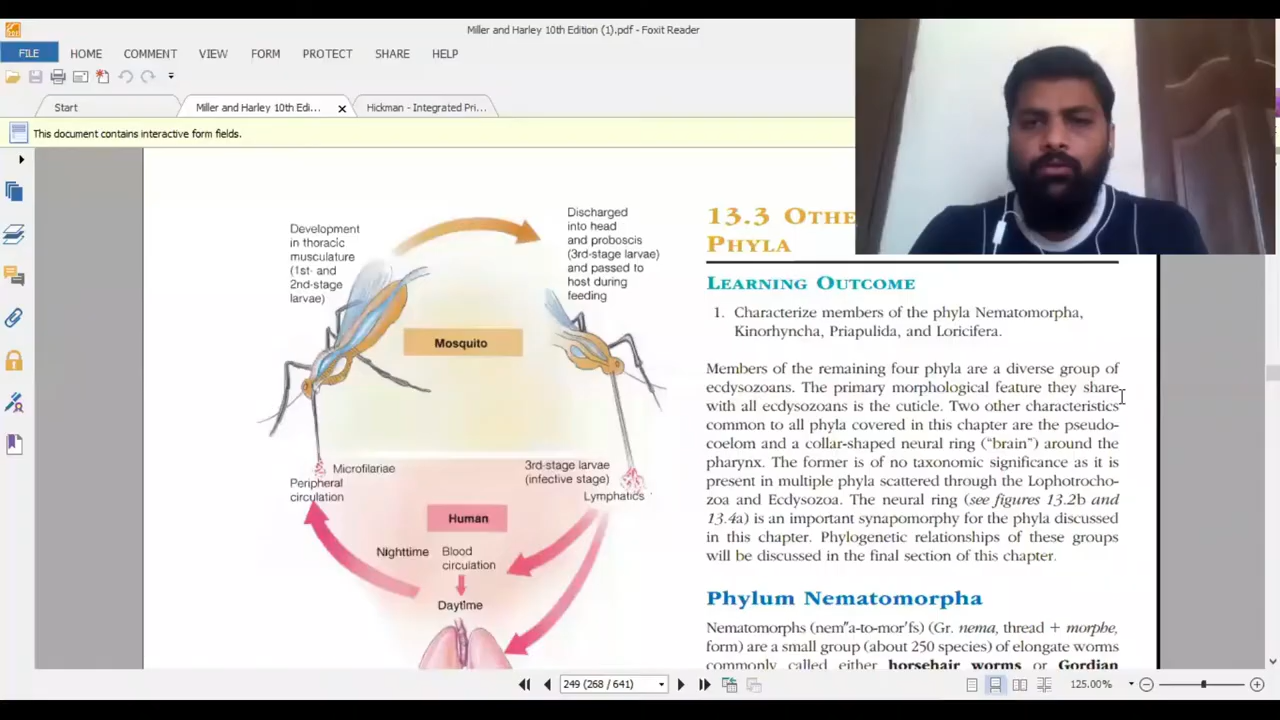 Miller and Harley 10th Edition (1).pdf - Foxit Reader
FILE HOME COMMENT VIEW FORM PROTECT SHARE HELP
Start Miller and Harley 10th Edi... Hickman - Integrated Pri...
This document contains interactive form fields.
Development
in thoracic
musculature
(1st- and
2nd-stage
larvae)
Discharged
into head
and proboscis
(3rd-stage larvae)
and passed to
host during
feeding
Mosquito
Microfilariae
Peripheral
circulation
3rd-stage larvae
(infective stage)
Lymphatics
Human
Nighttime
Blood
circulation
Daytime
13.3 OTHE
PHYLA
LEARNING OUTCOME
1. Characterize members of the phyla Nematomorpha,
Kinorhyncha, Priapulida, and Loricifera.
Members of the remaining four phyla are a diverse group of
ecdysozoans. The primary morphological feature they share
with all ecdysozoans is the cuticle. Two other characteristics
common to all phyla covered in this chapter are the pseudo-
coelom and a collar-shaped neural ring (“brain”) around the
pharynx. The former is of no taxonomic significance as it is
present in multiple phyla scattered through the Lophotrocho-
zoa and Ecdysozoa. The neural ring (see figures 13.2b and
13.4a) is an important synapomorphy for the phyla discussed
in this chapter. Phylogenetic relationships of these groups
will be discussed in the final section of this chapter.
Phylum Nematomorpha
Nematomorphs (nem″a-to-mor′fs) (Gr. nema, thread + morphe,
form) are a small group (about 250 species) of elongate worms
commonly called either horsehair worms or Gordian
249 (268 / 641)
125.00%